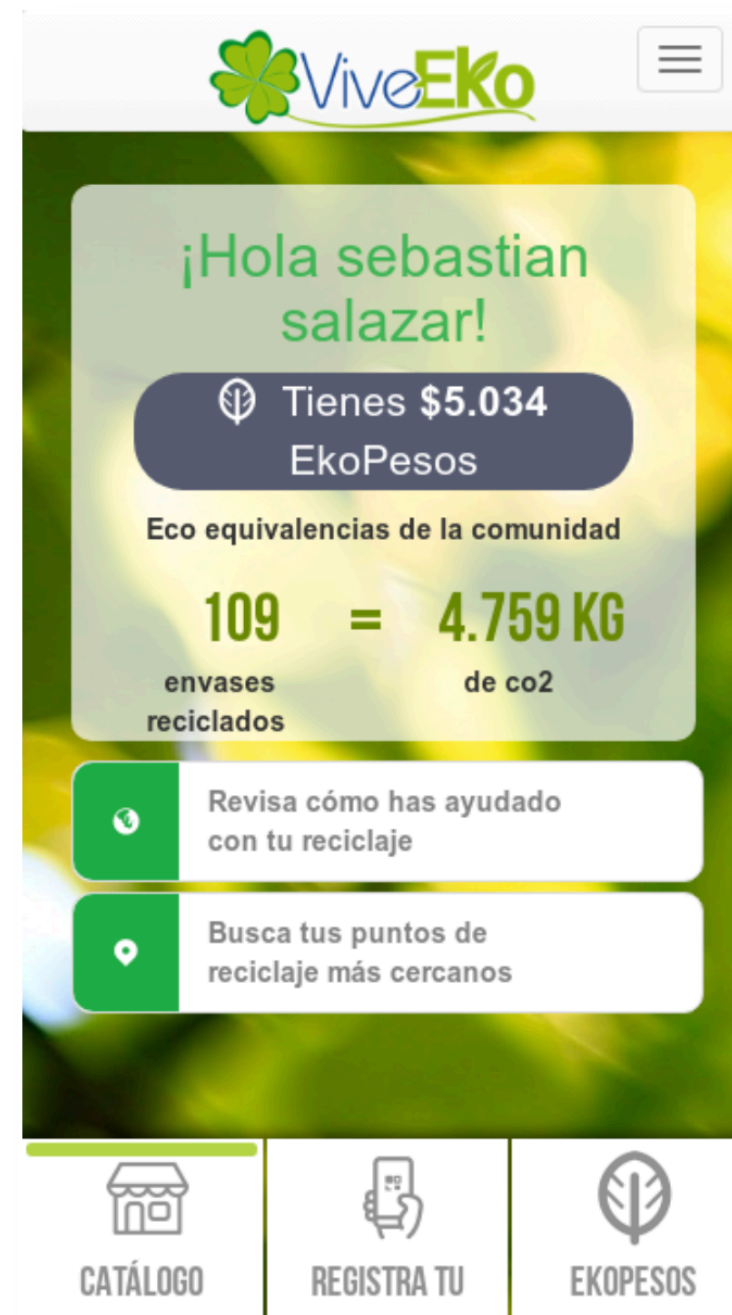 ViveEko
¡Hola sebastian
salazar!
Tienes $5.034
EkoPesos
Eco equivalencias de la comunidad
109 = 4.759 KG
envases de co2
reciclados
Revisa cómo has ayudado
con tu reciclaje
Busca tus puntos de
reciclaje más cercanos
CATÁLOGO REGISTRA TU EKOPESOS